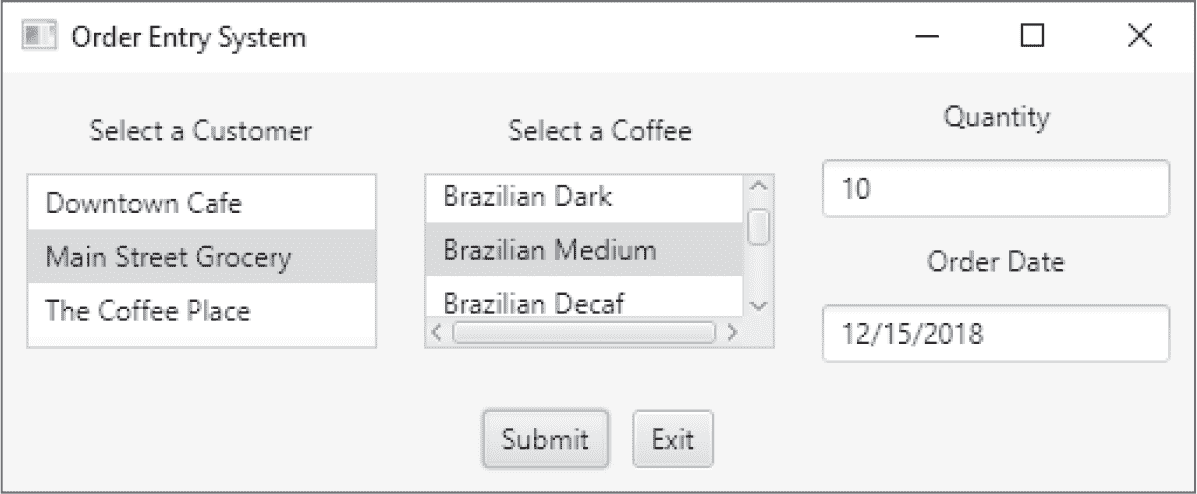 Order Entry System
Select a Customer
Downtown Cafe
Main Street Grocery
The Coffee Place
Select a Coffee
Brazilian Dark
Brazilian Medium
Brazilian Decaf
Quantity
10
Order Date
12/15/2018
Submit
Exit